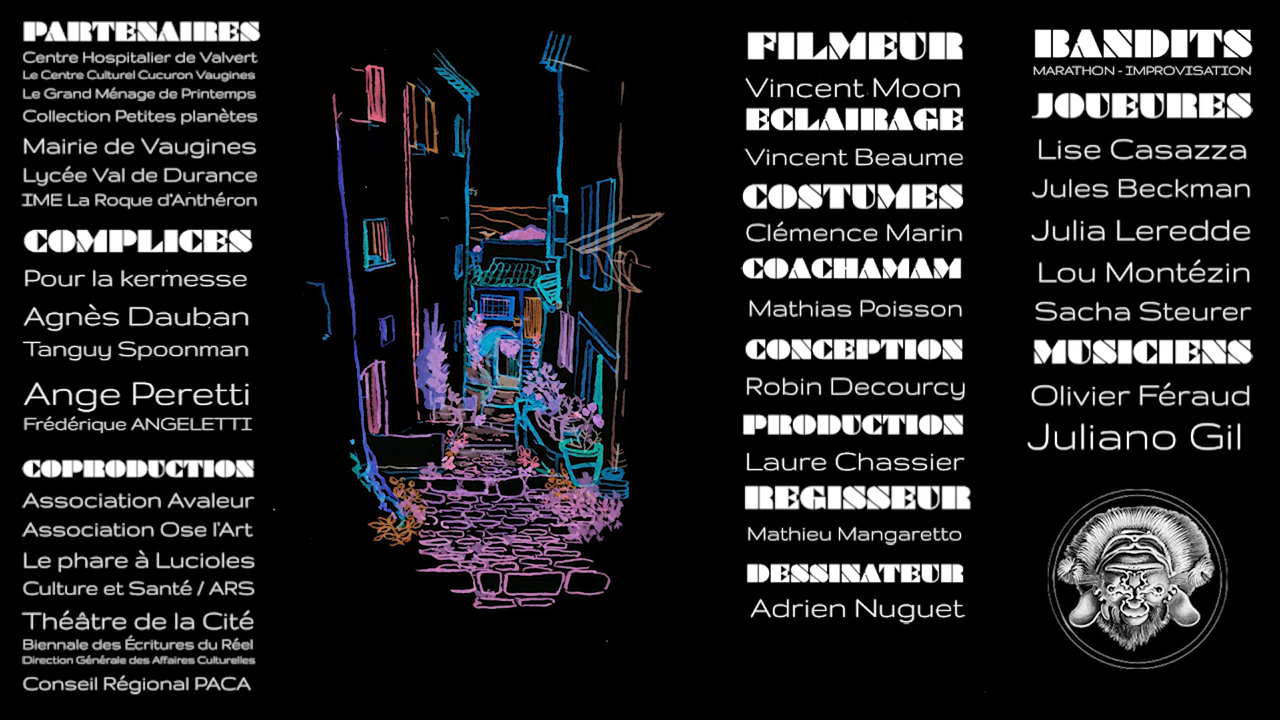 PARTENAIRES
Centre Hospitalier de Valvert
Le Centre Culturel Cucuron Vaugines
Le Grand Ménage de Printemps
Collection Petites planètes
Mairie de Vaugines
Lycée Val de Durance
IME La Roque d'Anthéron
COMPLICES
Pour la kermesse
Agnès Dauban
Tanguy Spoonman
Ange Peretti
Frédérique ANGELETTI
COPRODUCTION
Association Avaleur
Association Ose l'Art
Le phare à Lucioles
Culture et Santé / ARS
Théâtre de la Cité
Biennale des Écritures du Réel
Direction Générale des Affaires Culturelles
Conseil Régional PACA
FILMEUR
Vincent Moon
ECLAIRAGE
Vincent Beaume
COSTUMES
Clémence Marin
COACHAMAM
Mathias Poisson
CONCEPTION
Robin Decourcy
PRODUCTION
Laure Chassier
REGISSEUR
Mathieu Mangaretto
DESSINATEUR
Adrien Nuguet
BANDITS
MARATHON - IMPROVISATION
JOUEURES
Lise Casazza
Jules Beckman
Julia Leredde
Lou Montézin
Sacha Steurer
MUSICIENS
Olivier Féraud
Juliano Gil